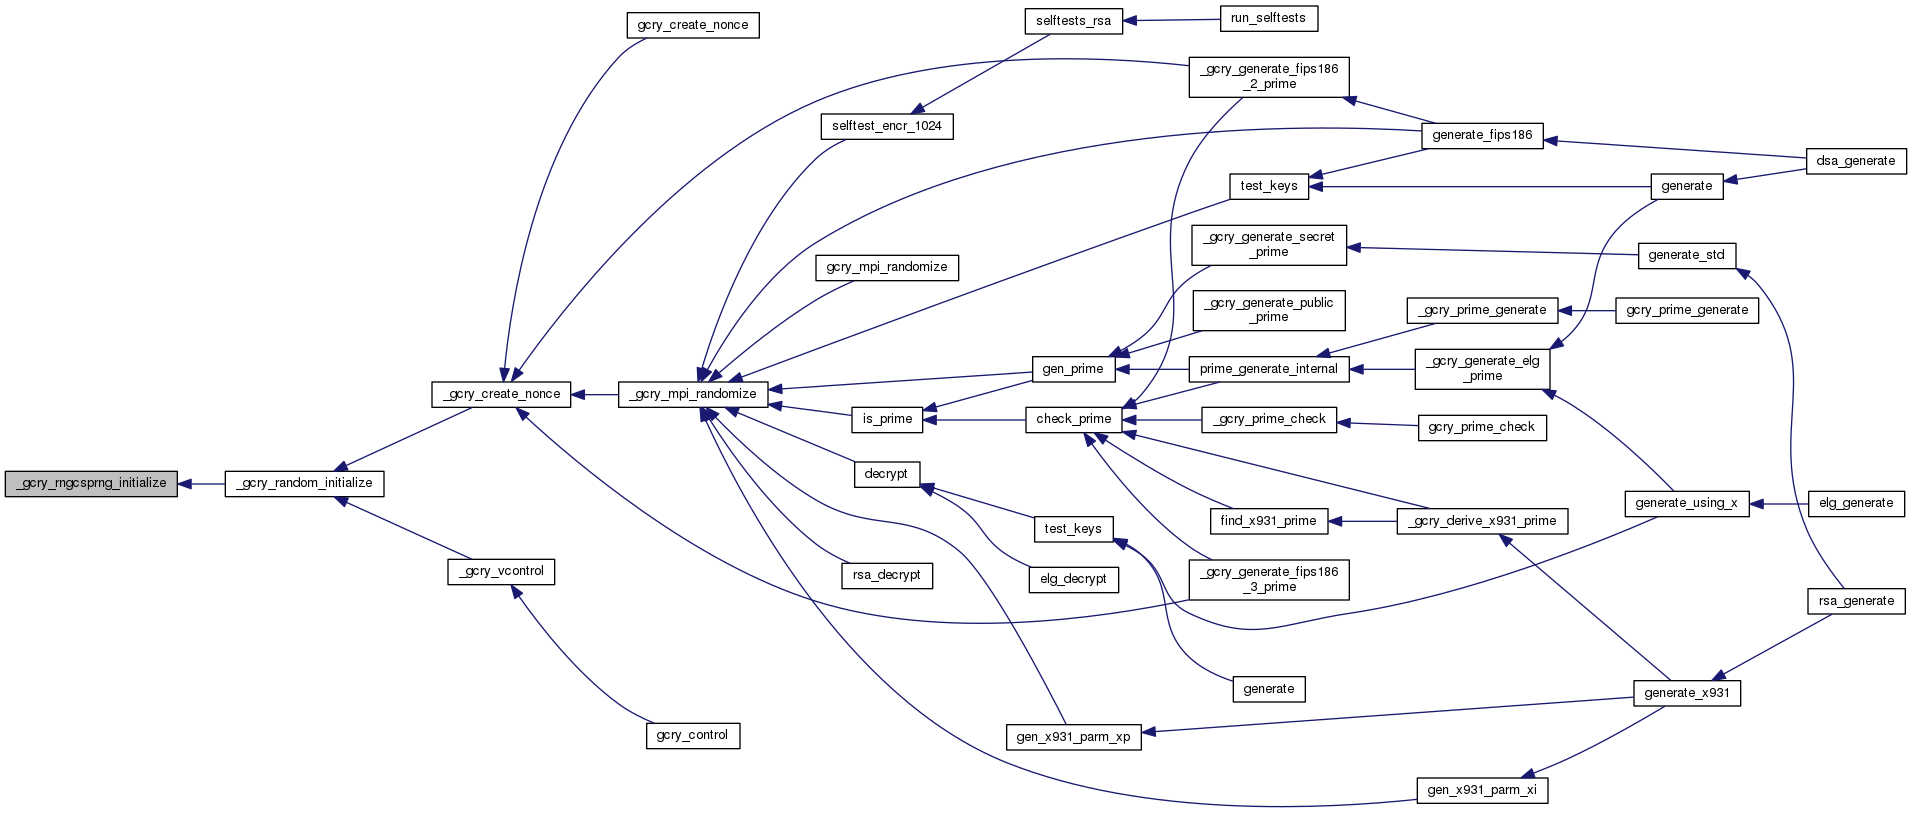 gcry_create_nonce
selftests_rsa
run_selftests
_gcry_generate_fips186
_2_prime
selftest_encr_1024
generate_fips186
dsa_generate
test_keys
generate
_gcry_generate_secret
_prime
generate_std
gcry_mpi_randomize
_gcry_generate_public
_prime
_gcry_prime_generate
gcry_prime_generate
gen_prime
prime_generate_internal
_gcry_generate_elg
_prime
_gcry_create_nonce
_gcry_mpi_randomize
is_prime
check_prime
_gcry_prime_check
gcry_prime_check
_gcry_rngcsprng_initialize
_gcry_random_initialize
decrypt
generate_using_x
elg_generate
test_keys
find_x931_prime
_gcry_derive_x931_prime
_gcry_vcontrol
rsa_decrypt
elg_decrypt
_gcry_generate_fips186
_3_prime
rsa_generate
generate
generate_x931
gcry_control
gen_x931_parm_xp
gen_x931_parm_xi